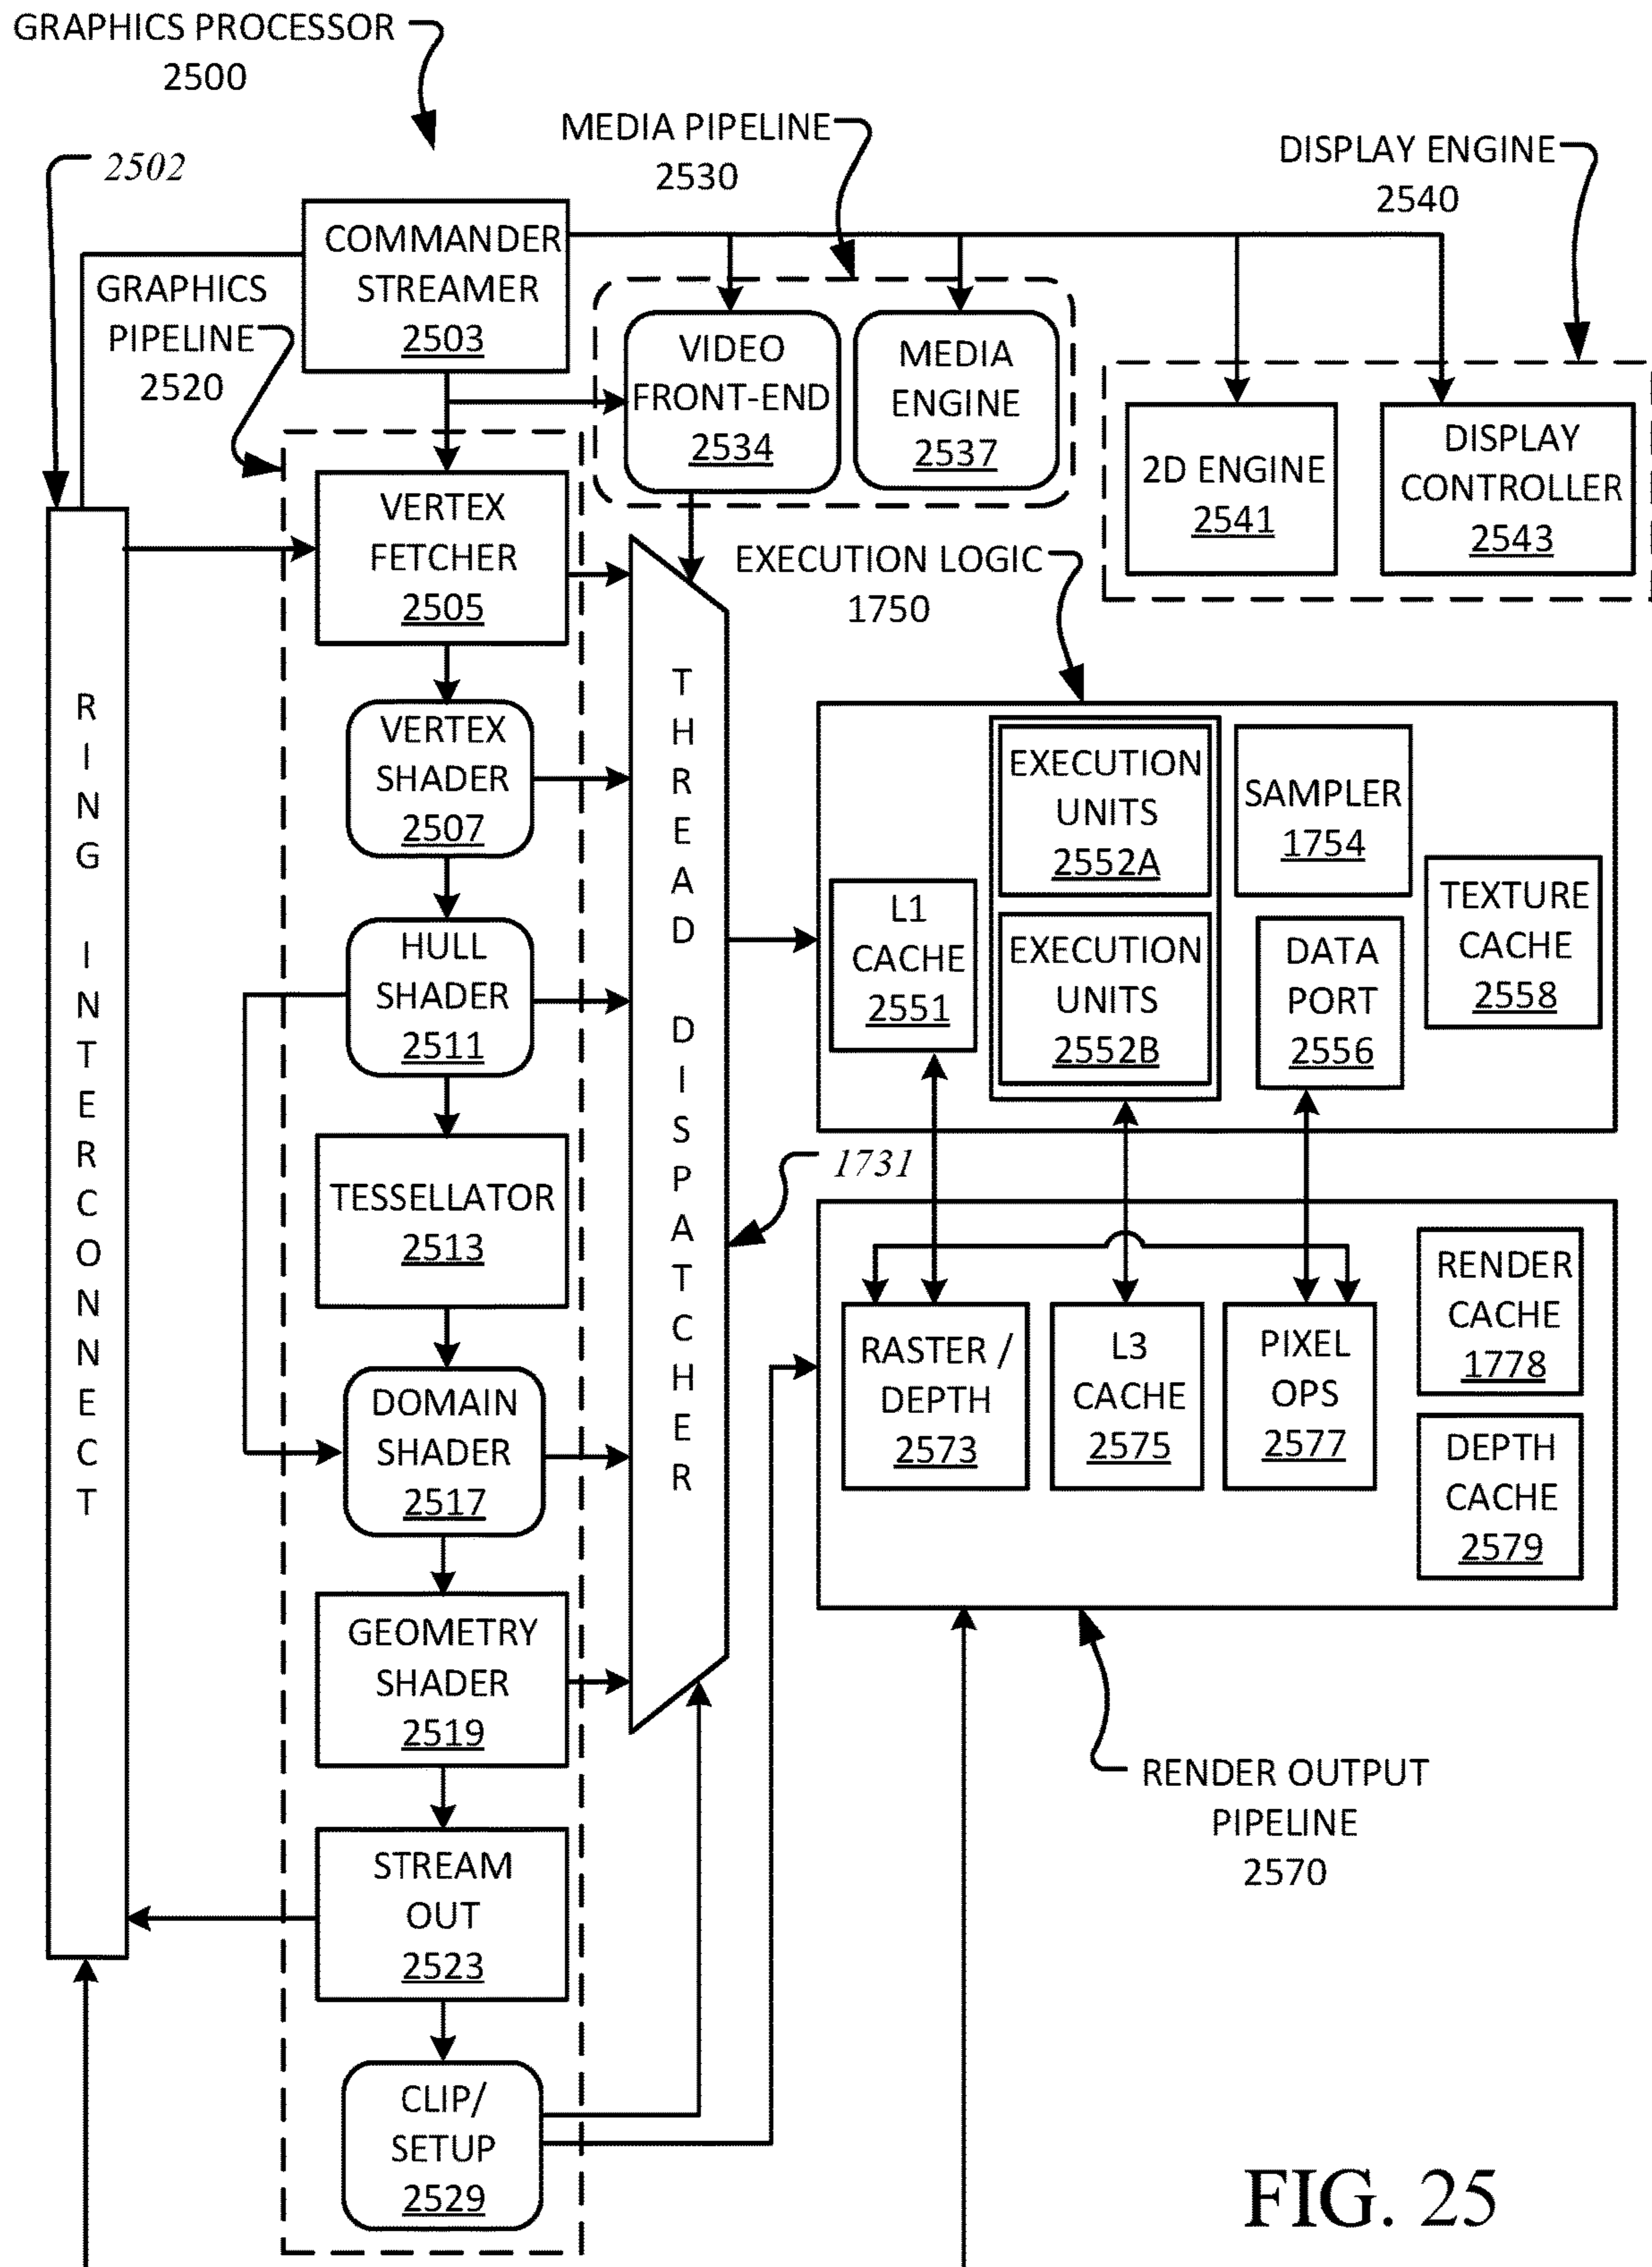 GRAPHICS PROCESSOR
2500
MEDIA PIPELINE
2530
DISPLAY ENGINE
2540
2502
COMMANDER
STREAMER
2503
GRAPHICS
PIPELINE
2520
VIDEO
FRONT-END
2534
MEDIA
ENGINE
2537
2D ENGINE
2541
DISPLAY
CONTROLLER
2543
VERTEX
FETCHER
2505
EXECUTION LOGIC
1750
RING INTERCONNECT
THREAD DISPATCHER
VERTEX
SHADER
2507
EXECUTION
UNITS
2552A
SAMPLER
1754
L1
CACHE
2551
EXECUTION
UNITS
2552B
DATA
PORT
2556
TEXTURE
CACHE
2558
HULL
SHADER
2511
1731
TESSELLATOR
2513
RASTER /
DEPTH
2573
L3
CACHE
2575
PIXEL
OPS
2577
RENDER
CACHE
1778
DEPTH
CACHE
2579
DOMAIN
SHADER
2517
GEOMETRY
SHADER
2519
RENDER OUTPUT
PIPELINE
2570
STREAM
OUT
2523
CLIP/
SETUP
2529
FIG. 25